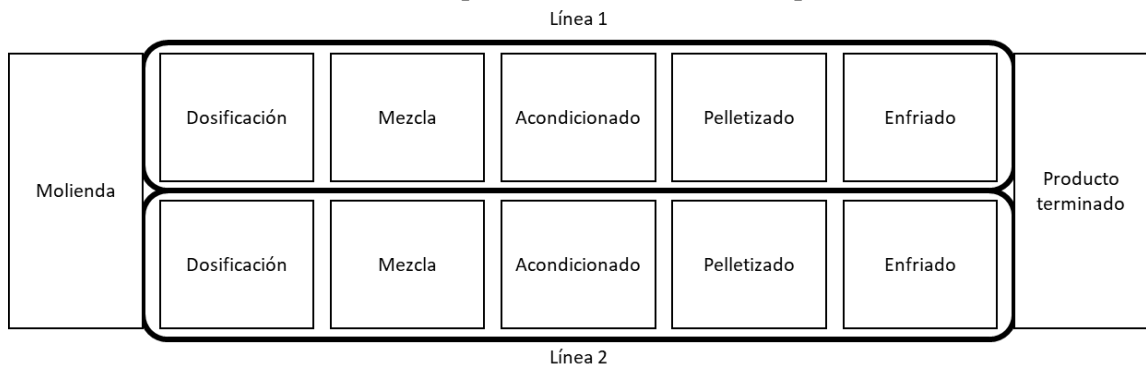 Línea 1
Molienda
Dosificación
Mezcla
Acondicionado
Pelletizado
Enfriado
Dosificación
Mezcla
Acondicionado
Pelletizado
Enfriado
Producto
terminado
Línea 2